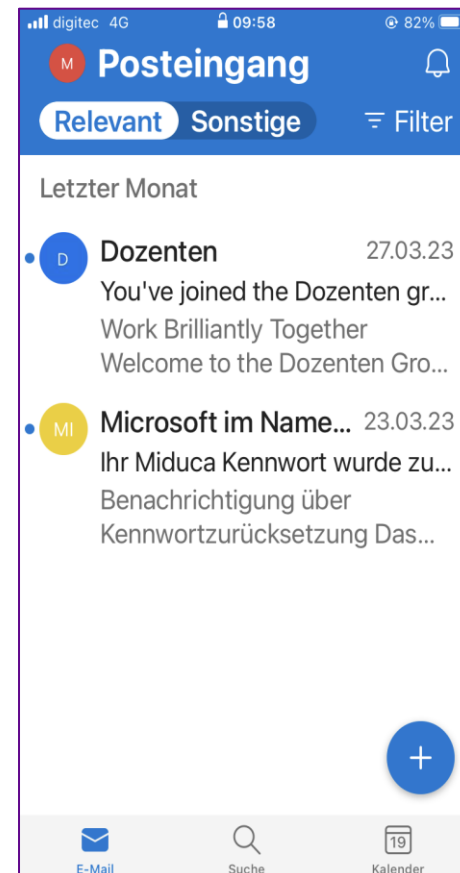 digitec 4G 09:58 82%
M Posteingang
Relevant Sonstige Filter
Letzter Monat
D Dozenten 27.03.23
You've joined the Dozenten gr...
Work Brilliantly Together
Welcome to the Dozenten Gro...
MI Microsoft im Name... 23.03.23
Ihr Miduca Kennwort wurde zu...
Benachrichtigung über
Kennwortzurücksetzung Das...
+
19
E-Mail Suche Kalender